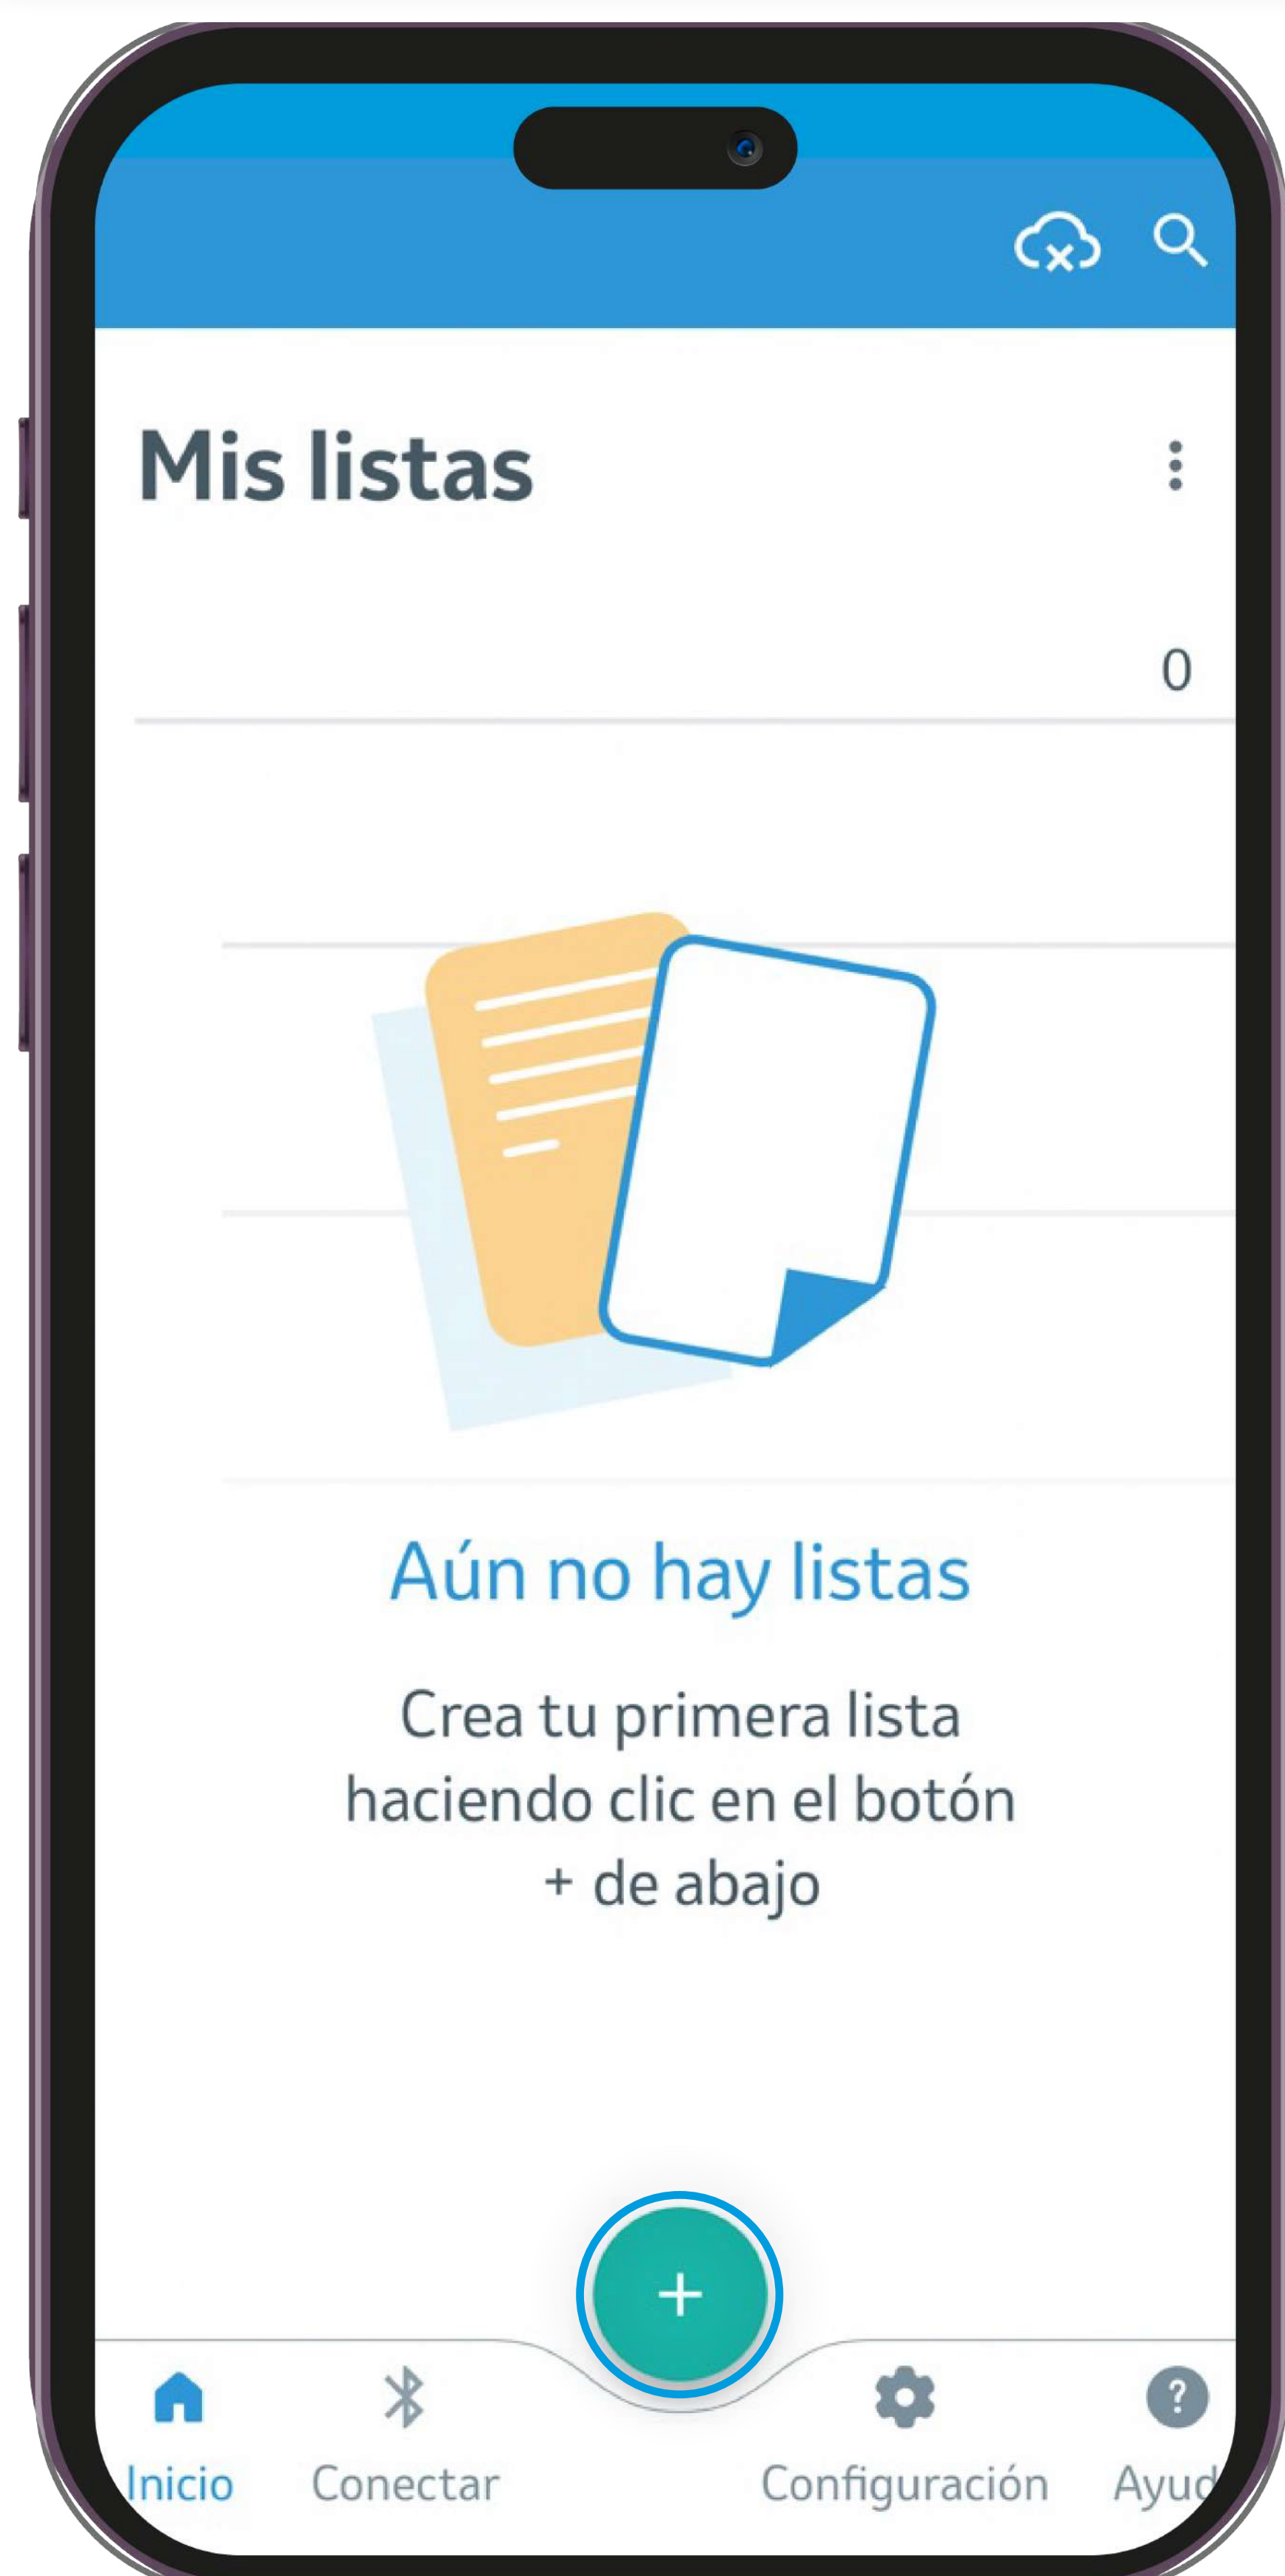 Mis listas
0
Aún no hay listas
Crea tu primera lista
haciendo clic en el botón
+ de abajo
+
?
Inicio
Conectar
Configuración
Ayud